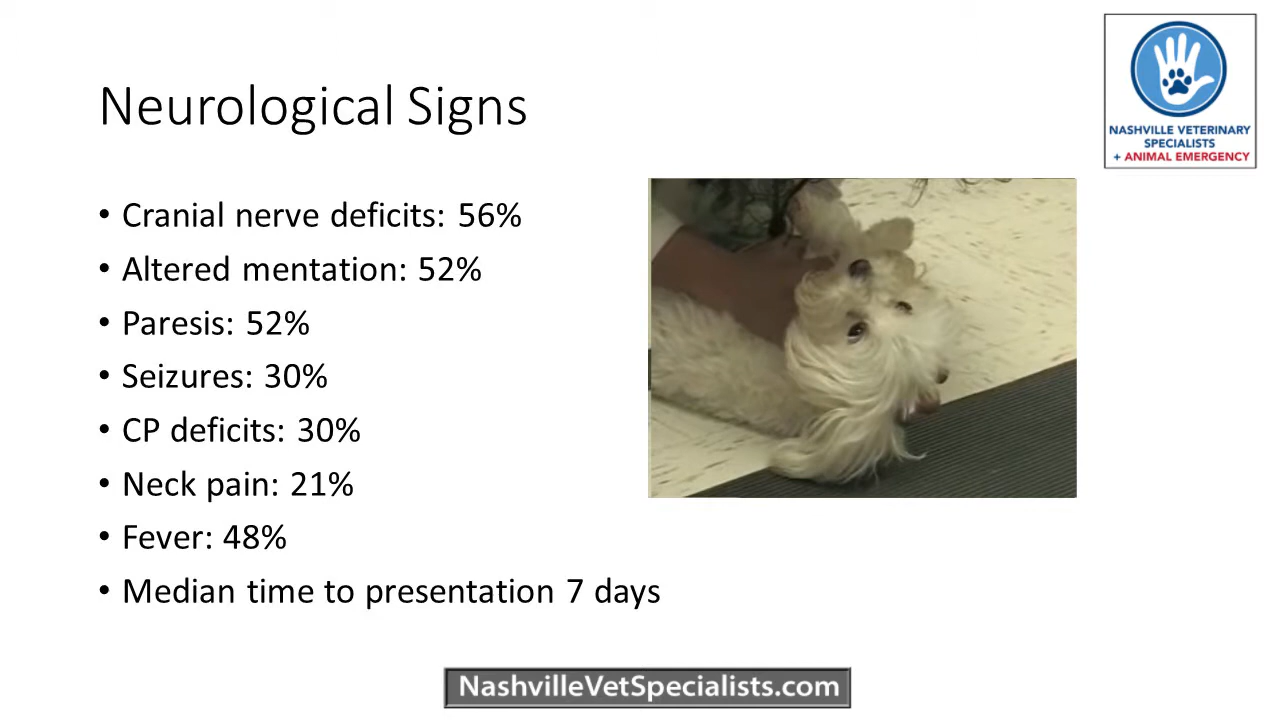 Neurological Signs
• Cranial nerve deficits: 56%
• Altered mentation: 52%
• Paresis: 52%
• Seizures: 30%
• CP deficits: 30%
• Neck pain: 21%
• Fever: 48%
• Median time to presentation 7 days
NASHVILLE VETERINARY
SPECIALISTS
+ ANIMAL EMERGENCY
NashvilleVetSpecialists.com